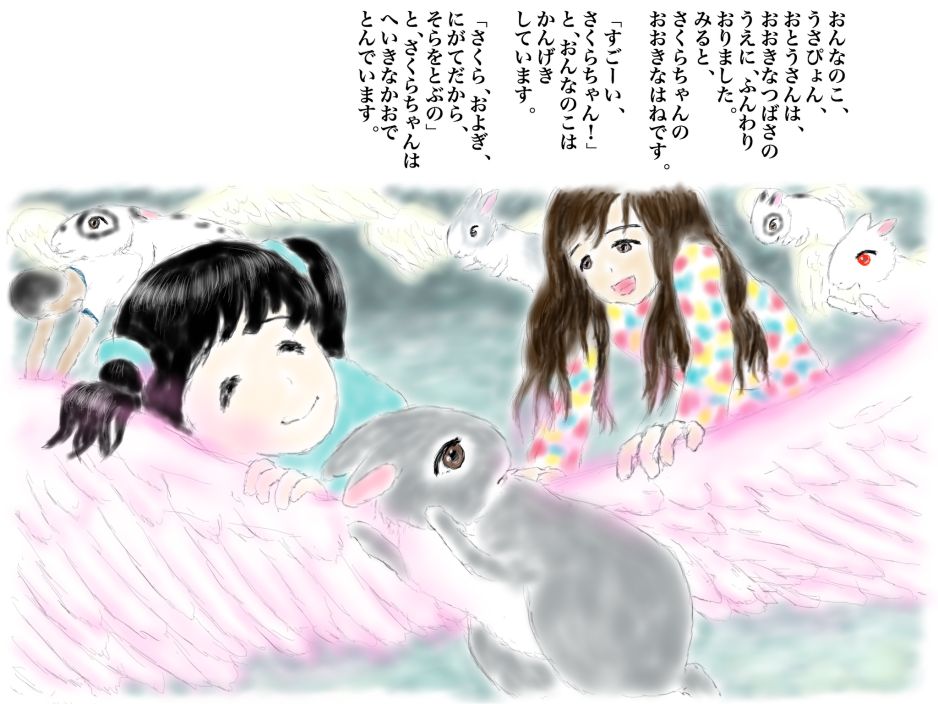 おんなのこ、
うさぴょん、
おとうさんは、
おおきなつばさの
うえに、ふんわり
おりました。
みると、
さくらちゃんの
おおきなはねです。
「すごーい、
さくらちゃん！」
と、おんなのこは
かんげき
しています。
「さくら、およぎ、
にがてだから、
そらをとぶの」
と、さくらちゃんは
へいきなかおで
とんでいます。